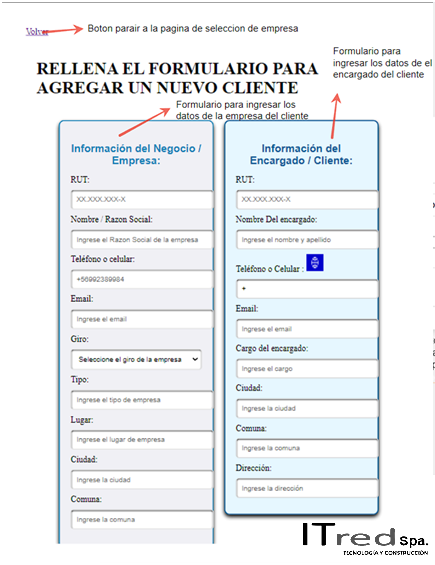 Volver
Boton parair a la pagina de seleccion de empresa
Formulario para
ingresar los datos de el
encargado del cliente
RELLENA EL FORMULARIO PARA
AGREGAR UN NUEVO CLIENTE
Formulario para ingresar los
datos de la empresa del cliente
Información del Negocio /
Empresa:
RUT:
XX.XXX.XXX-X
Nombre / Razon Social:
Ingrese el Razon Social de la empresa
Teléfono o celular:
+56992389984
Email:
Ingrese el email
Giro:
Seleccione el giro de la empresa
Tipo:
Ingrese el tipo de empresa
Lugar:
Ingrese el lugar de empresa
Ciudad:
Ingrese la ciudad
Comuna:
Ingrese la comuna
Información del
Encargado / Cliente:
RUT:
XX.XXX.XXX-X
Nombre Del encargado:
Ingrese el nombre y apellido
Teléfono o Celular :
+
Email:
Ingrese el email
Cargo del encargado:
Ingrese el cargo
Ciudad:
Ingrese la ciudad
Comuna:
Ingrese la comuna
Dirección:
Ingrese la dirección
ITred Spa.
TECNOLOGÍA Y CONSTRUCCIÓN